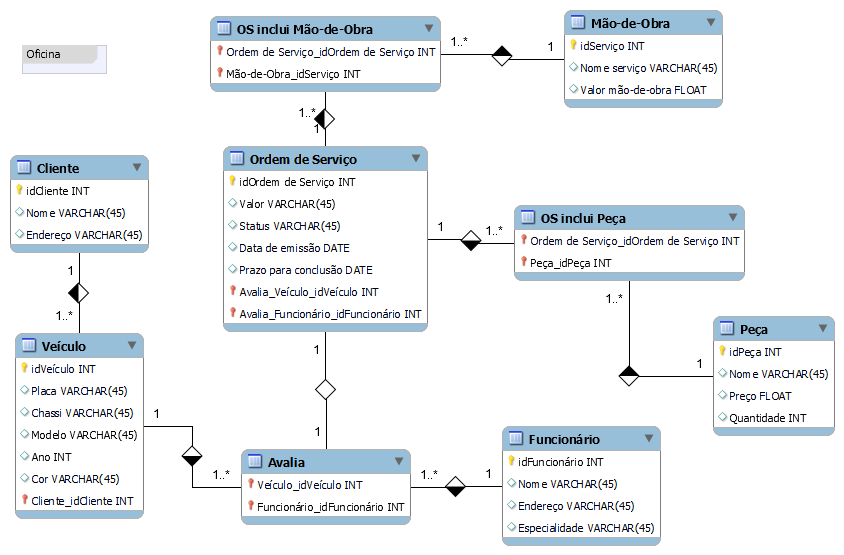 Oficina
OS inclui Mão-de-Obra
Ordem de Serviço_idOrdem de Serviço INT
Mão-de-Obra_idServiço INT
1..*
1
Mão-de-Obra
idServiço INT
Nome serviço VARCHAR(45)
Valor mão-de-obra FLOAT
1..*
1
Cliente
idCliente INT
Nome VARCHAR(45)
Endereço VARCHAR(45)
1
1..*
Ordem de Serviço
idOrdem de Serviço INT
Valor VARCHAR(45)
Status VARCHAR(45)
Data de emissão DATE
Prazo para conclusão DATE
Avalia_Veículo_idVeículo INT
Avalia_Funcionário_idFuncionário INT
1
1..*
OS inclui Peça
Ordem de Serviço_idOrdem de Serviço INT
Peça_idPeça INT
1..*
1
Peça
idPeça INT
Nome VARCHAR(45)
Preço FLOAT
Quantidade INT
Veículo
idVeículo INT
Placa VARCHAR(45)
Chassi VARCHAR(45)
Modelo VARCHAR(45)
Ano INT
Cor VARCHAR(45)
Cliente_idCliente INT
1
1..*
1
1
Avalia
Veículo_idVeículo INT
Funcionário_idFuncionário INT
1..*
1
Funcionário
idFuncionário INT
Nome VARCHAR(45)
Endereço VARCHAR(45)
Especialidade VARCHAR(45)